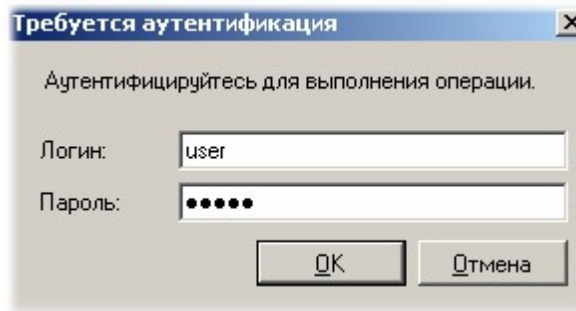 Требуется аутентификация
Аутентифицируйтесь для выполнения операции.
Логин: user
Пароль: •••••
OK Отмена